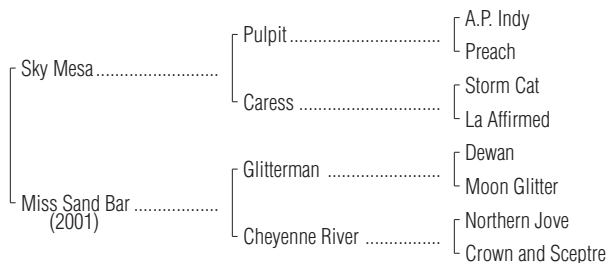 A.P. Indy
Pulpit
Preach
Sky Mesa
Storm Cat
Caress
La Affirmed
Dewan
Glitterman
Moon Glitter
Miss Sand Bar
(2001)
Northern Jove
Cheyenne River
Crown and Sceptre